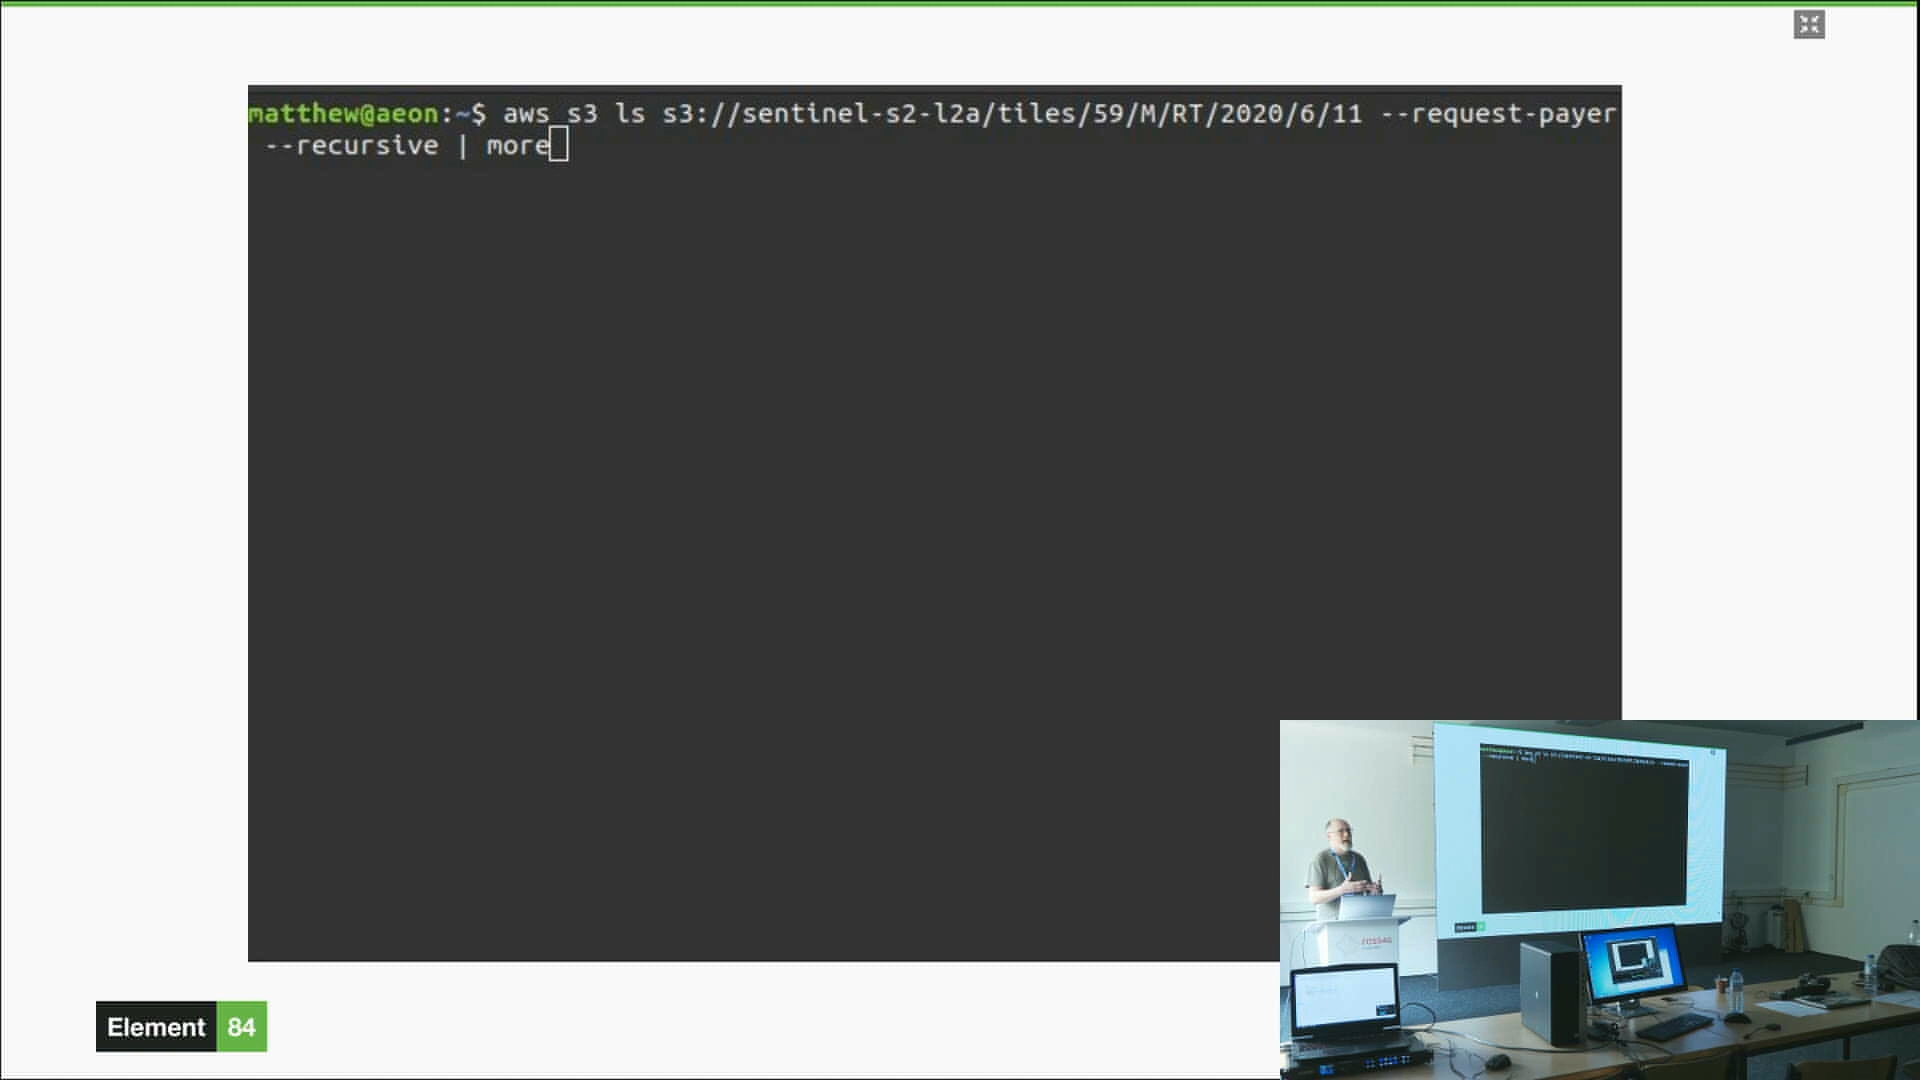 matthew@aeon:~$ aws s3 ls s3://sentinel-s2-l2a/tiles/59/M/RT/2020/6/11 --request-payer
--recursive | more
Element 84